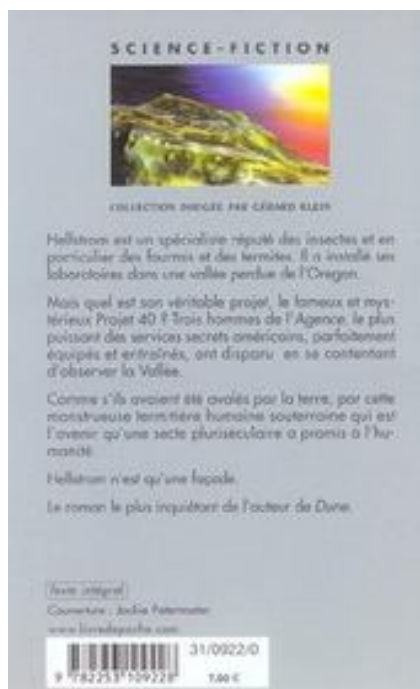 SCIENCE-FICTION
COLLECTION DIRIGÉE PAR GÉRARD KLEIN
Hellstrom est un spécialiste réputé des insectes et en
particulier des fourmis et des termites. Il a installé ses
laboratoires dans une vallée perdue de l'Oregon.
Mais quel est son véritable projet, le fameux et mys-
térieux Projet 40 ? Trois hommes de l'Agence, le plus
puissant des services secrets américains, parfaitement
équipés et entraînés, ont disparu en se contentant
d'observer la Vallée.
Comme s'ils avaient été avalés par la terre, par cette
monstrueuse termitière humaine souterraine qui est
l'avenir qu'une secte pluriséculaire a promis à l'hu-
manité.
Hellstrom n'est qu'une façade.
Le roman le plus inquiétant de l'auteur de Dune.
Texte intégral
Couverture : Jackie Paternoster
www.livredepoche.com
31/0922/0
9 782253 109228
7,00 €